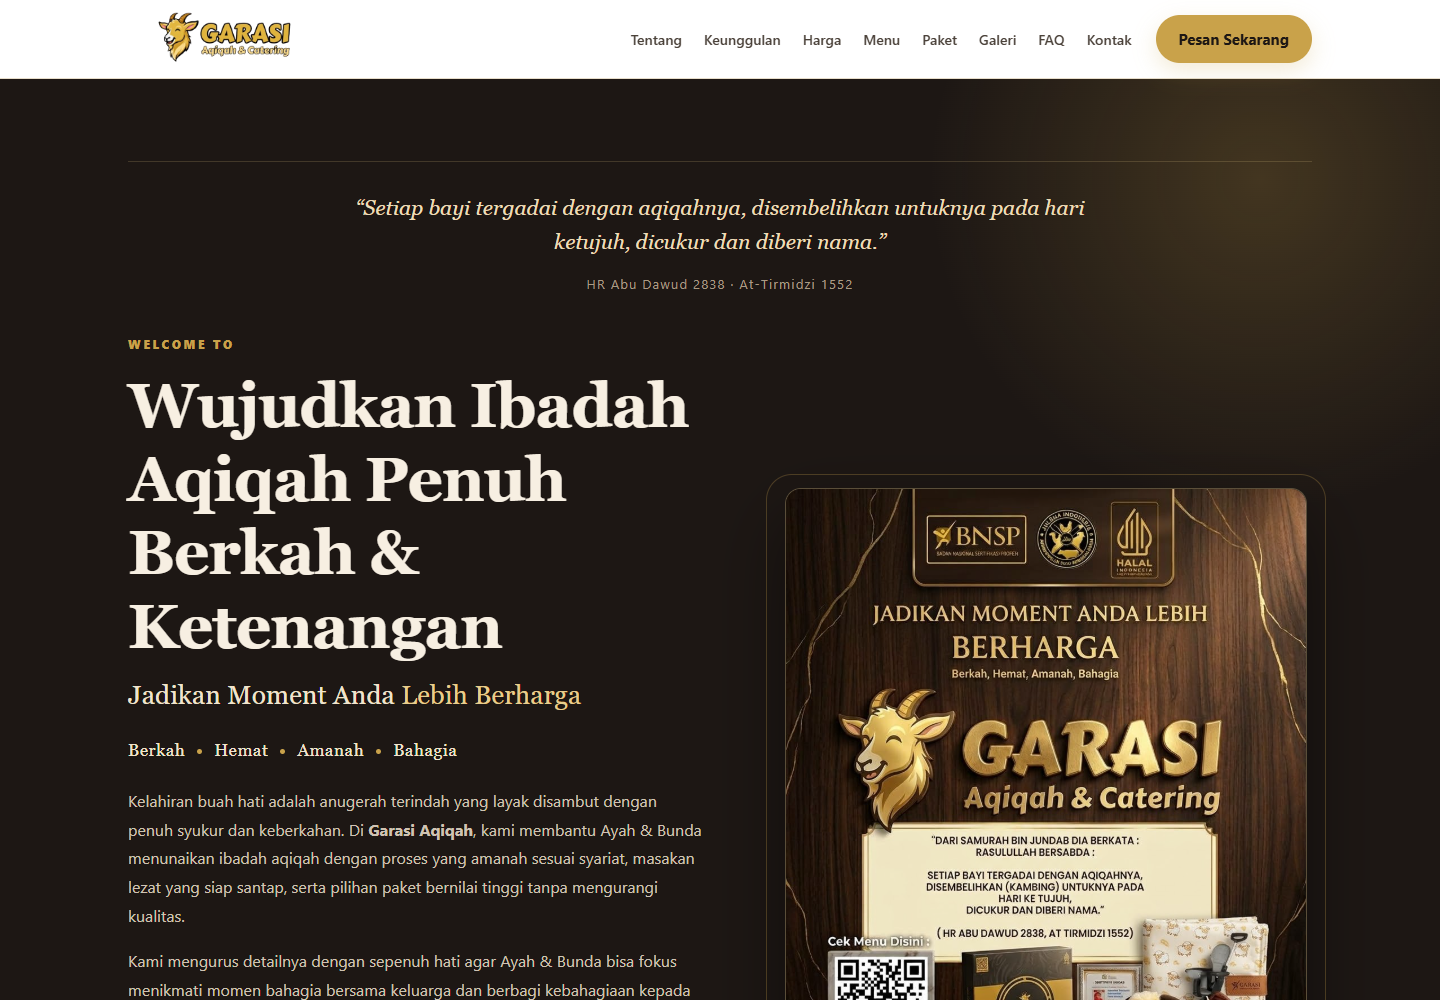 GARASI
Aqiqah & Catering
Tentang
Keunggulan
Harga
Menu
Paket
Galeri
FAQ
Kontak
Pesan Sekarang
“Setiap bayi tergadai dengan aqiqahnya, disembelihkan untuknya pada hari
ketujuh, dicukur dan diberi nama.”
HR Abu Dawud 2838 · At-Tirmidzi 1552
WELCOME TO
Wujudkan Ibadah
Aqiqah Penuh
Berkah &
Ketenangan
Jadikan Moment Anda Lebih Berharga
Berkah • Hemat • Amanah • Bahagia
Kelahiran buah hati adalah anugerah terindah yang layak disambut dengan
penuh syukur dan keberkahan. Di Garasi Aqiqah, kami membantu Ayah & Bunda
menunaikan ibadah aqiqah dengan proses yang amanah sesuai syariat, masakan
lezat yang siap santap, serta pilihan paket bernilai tinggi tanpa mengurangi
kualitas.
Kami mengurus detailnya dengan sepenuh hati agar Ayah & Bunda bisa fokus
menikmati momen bahagia bersama keluarga dan berbagi kebahagiaan kepada
BNSP
HALAL
INDONESIA
JADIKAN MOMENT ANDA LEBIH
BERHARGA
Berkah, Hemat, Amanah, Bahagia
GARASI
Aqiqah & Catering
"DARI SAMURAH BIN JUNDAB DIA BERKATA :
RASULULLAH BERSABDA :
SETIAP BAYI TERGADAI DENGAN AQIQAHNYA,
DISEMBELIHKAN (KAMBING) UNTUKNYA PADA
HARI KE TUJUH,
DICUKUR DAN DIBERI NAMA."
( HR ABU DAWUD 2838, AT TIRMIDZI 1552)
Cek Menu Disini :